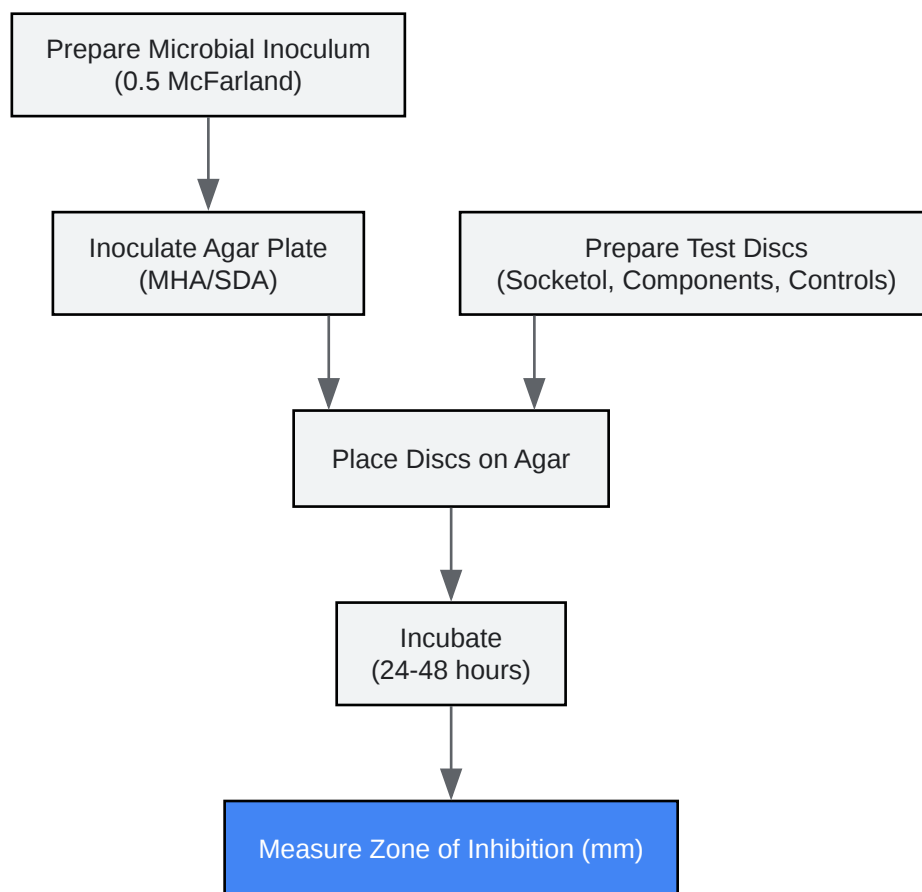 Prepare Microbial Inoculum
(0.5 McFarland)
Inoculate Agar Plate
(MHA/SDA)
Prepare Test Discs
(Socketol, Components, Controls)
Place Discs on Agar
Incubate
(24-48 hours)
Measure Zone of Inhibition (mm)